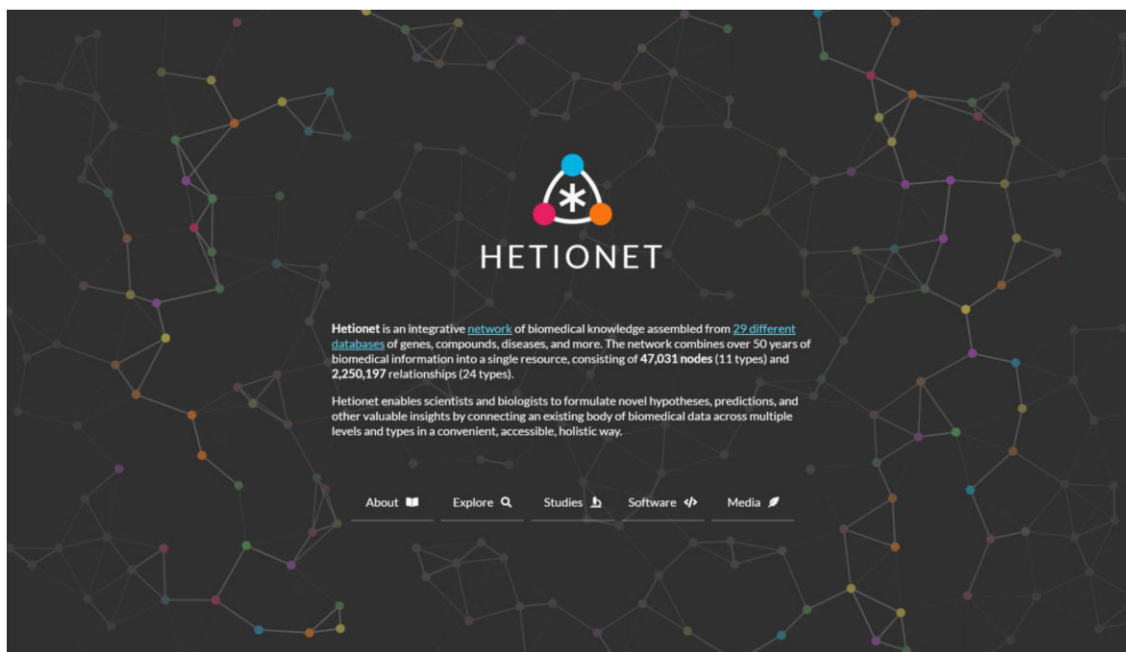 HETIONET
Hetionet is an integrative network of biomedical knowledge assembled from 29 different
databases of genes, compounds, diseases, and more. The network combines over 50 years of
biomedical information into a single resource, consisting of 47,031 nodes (11 types) and
2,250,197 relationships (24 types).
Hetionet enables scientists and biologists to formulate novel hypotheses, predictions, and
other valuable insights by connecting an existing body of biomedical data across multiple
levels and types in a convenient, accessible, holistic way.
About Explore Studies Software Media